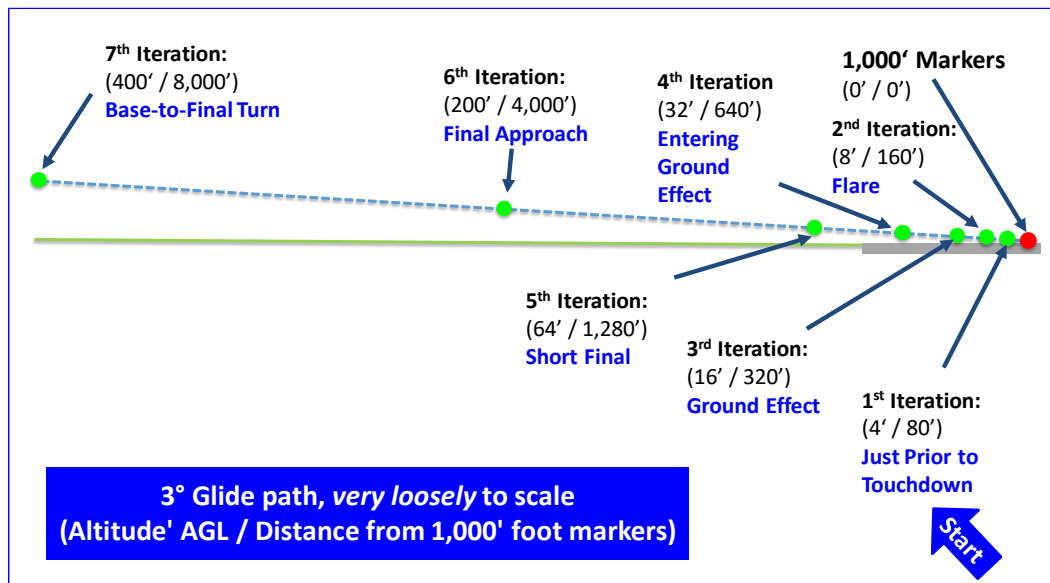 7th Iteration:
(400‘ / 8,000’)
Base-to-Final Turn
6th Iteration:
(200’ / 4,000’)
Final Approach
4th Iteration
(32’ / 640’)
Entering
Ground
Effect
1,000‘ Markers
(0’ / 0’)
2nd Iteration:
(8’ / 160’)
Flare
5th Iteration:
(64’ / 1,280’)
Short Final
3rd Iteration:
(16’ / 320’)
Ground Effect
1st Iteration:
(4‘ / 80’)
Just Prior to
Touchdown
Start
3° Glide path, very loosely to scale
(Altitude' AGL / Distance from 1,000' foot markers)